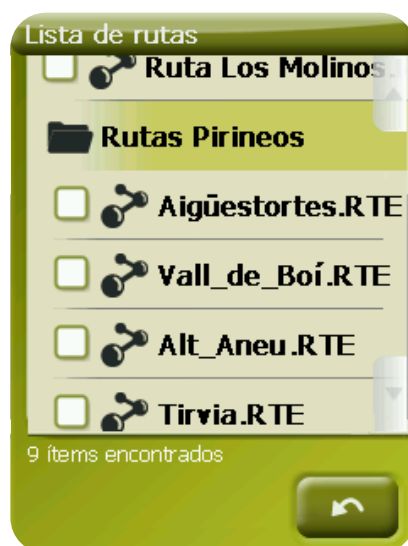 Lista de rutas
Ruta Los Molinos.
Rutas Pirineos
Aigüestortes.RTE
Vall_de_Boí.RTE
Alt_Aneu.RTE
Tirvia.RTE
9 ítems encontrados